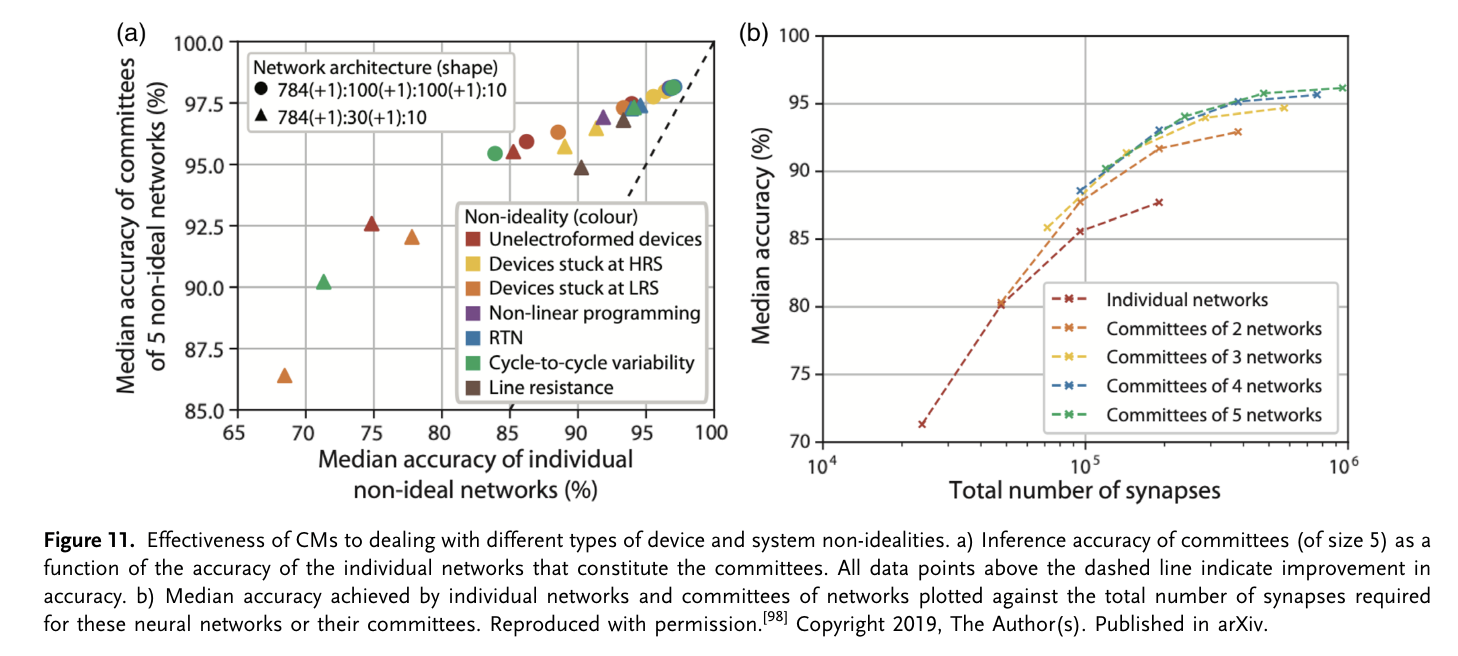 (a)
100.0
97.5
95.0
92.5
90.0
87.5
85.0
Median accuracy of committees
of 5 non-ideal networks (%)
Network architecture (shape)
784(+1):100(+1):100(+1):10
784(+1):30(+1):10
Non-ideality (colour)
Unelectroformed devices
Devices stuck at HRS
Devices stuck at LRS
Non-linear programming
RTN
Cycle-to-cycle variability
Line resistance
65 70 75 80 85 90 95 100
Median accuracy of individual
non-ideal networks (%)
(b)
100
95
90
85
80
75
70
Median accuracy (%)
Individual networks
Committees of 2 networks
Committees of 3 networks
Committees of 4 networks
Committees of 5 networks
10⁴ 10⁵ 10⁶
Total number of synapses
Figure 11. Effectiveness of CMs to dealing with different types of device and system non-idealities. a) Inference accuracy of committees (of size 5) as a
function of the accuracy of the individual networks that constitute the committees. All data points above the dashed line indicate improvement in
accuracy. b) Median accuracy achieved by individual networks and committees of networks plotted against the total number of synapses required
for these neural networks or their committees. Reproduced with permission.[98] Copyright 2019, The Author(s). Published in arXiv.